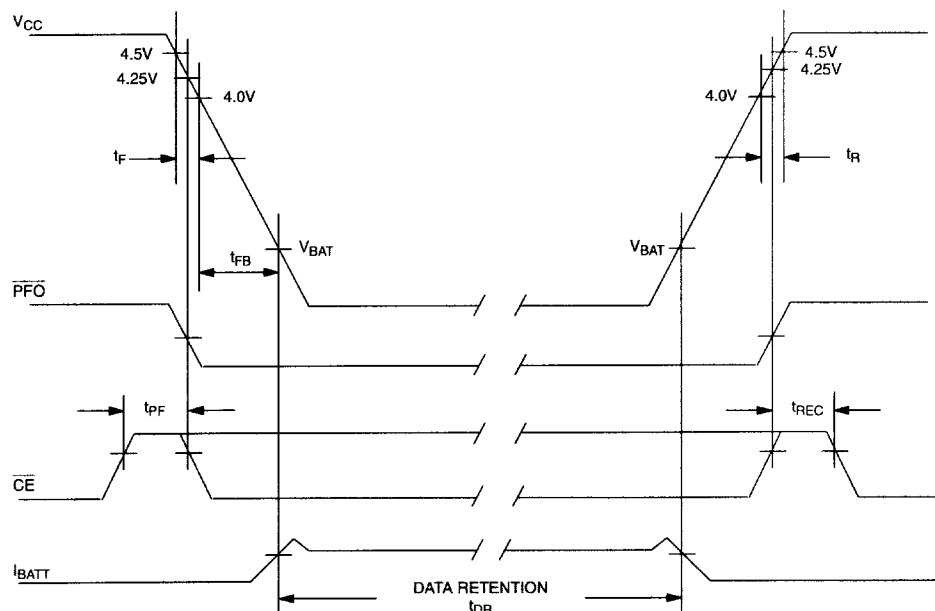 VCC
4.5V
4.5V
4.25V
4.25V
4.0V
4.0V
tF
tR
VBAT
VBAT
tFB
PFO
tPF
tREC
CE
IBATT
DATA RETENTION
tDR